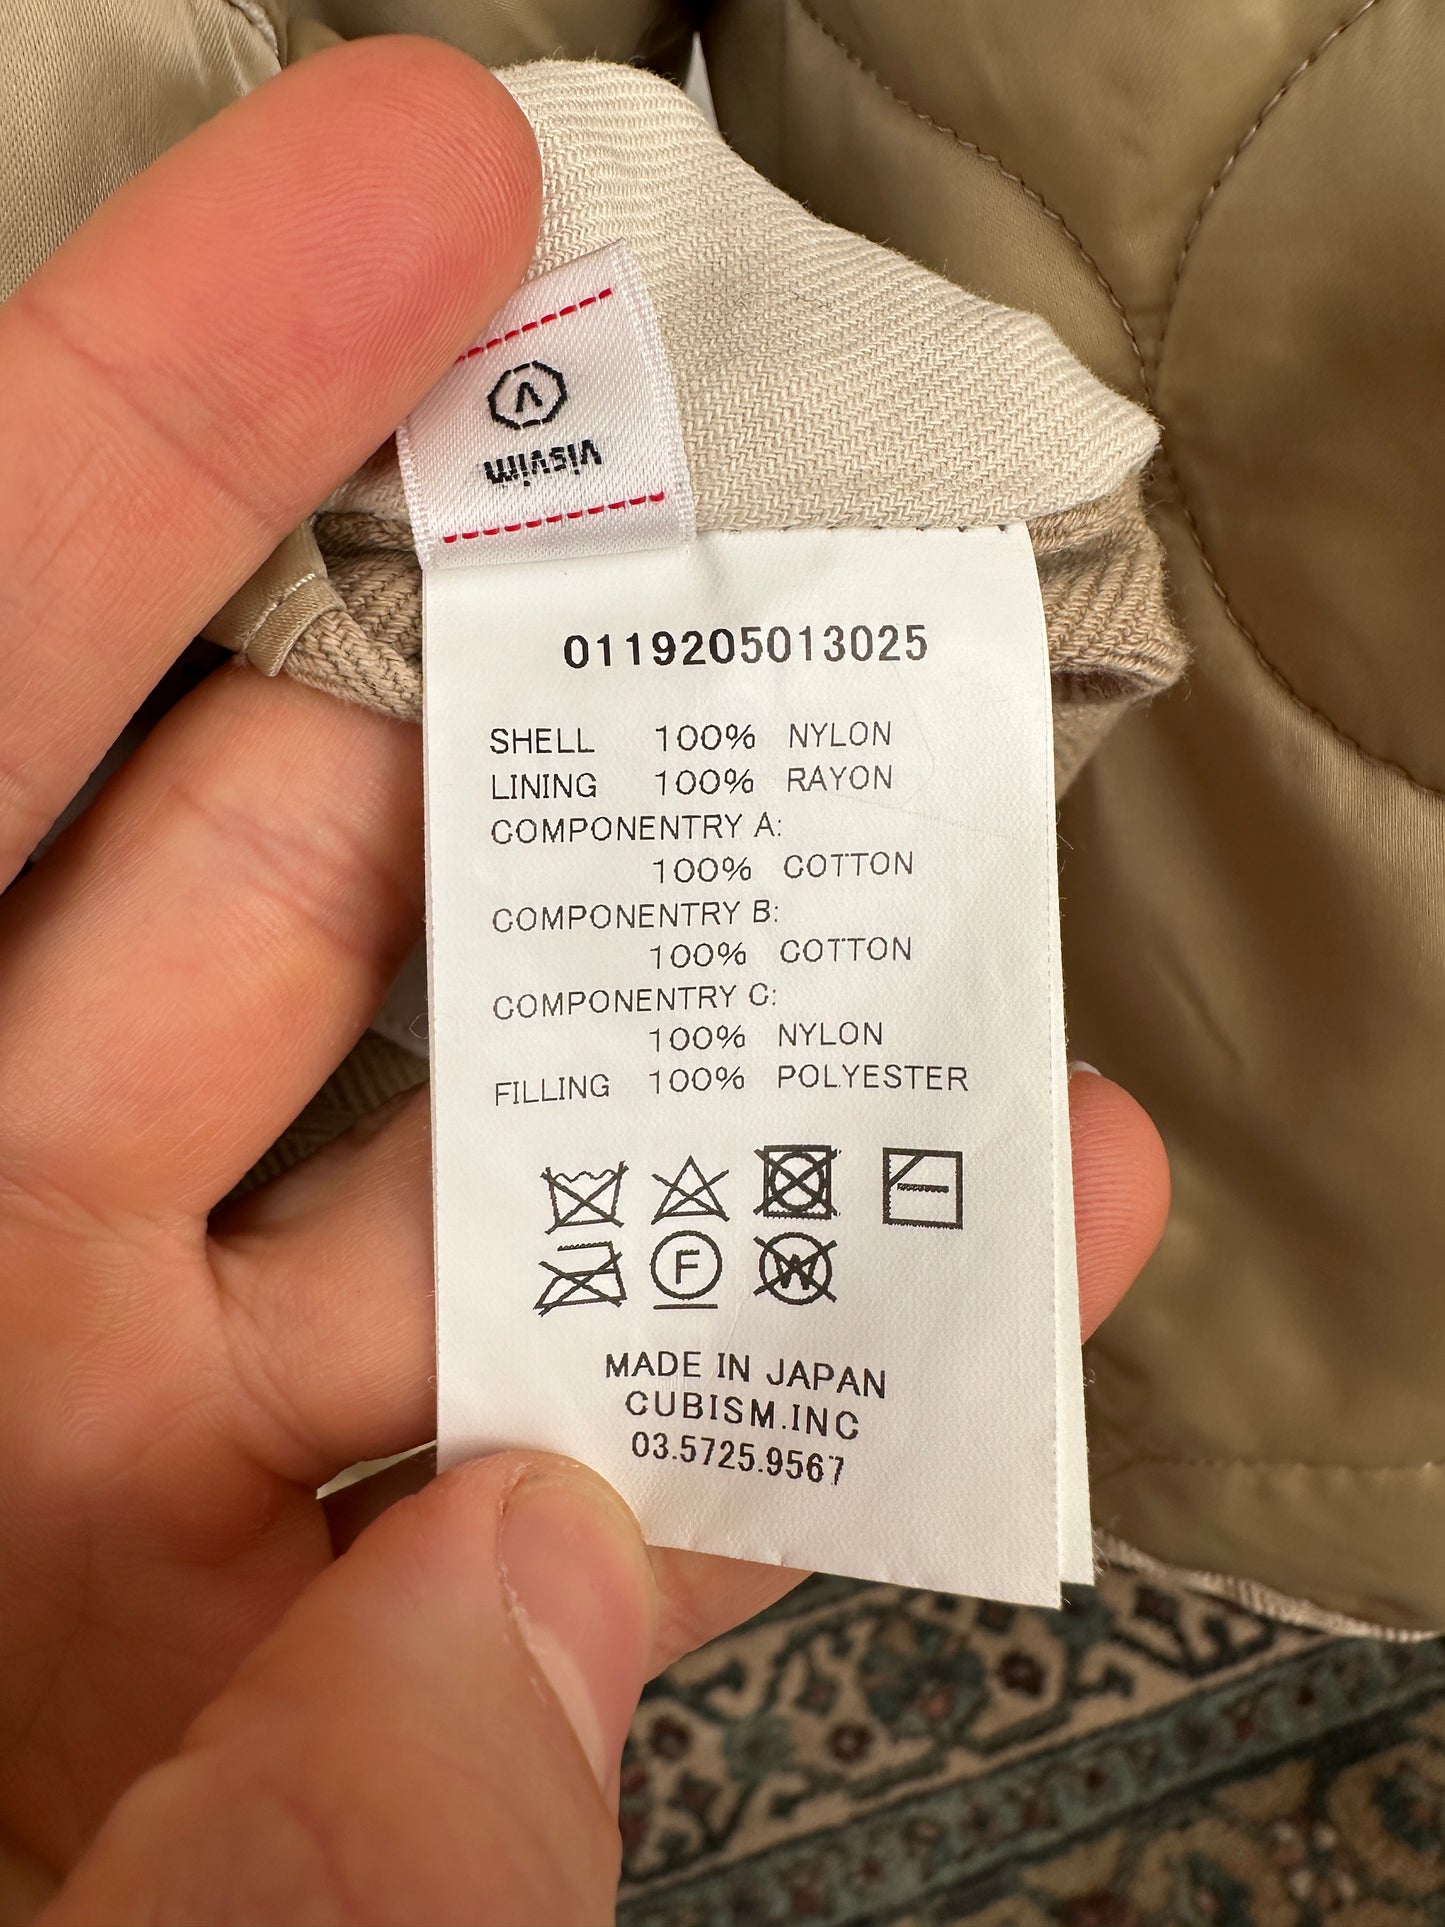 visvim
0119205013025
SHELL 100% NYLON
LINING 100% RAYON
COMPONENTRY A:
100% COTTON
COMPONENTRY B:
100% COTTON
COMPONENTRY C:
100% NYLON
FILLING 100% POLYESTER
F W
MADE IN JAPAN
CUBISM.INC
03.5725.9567